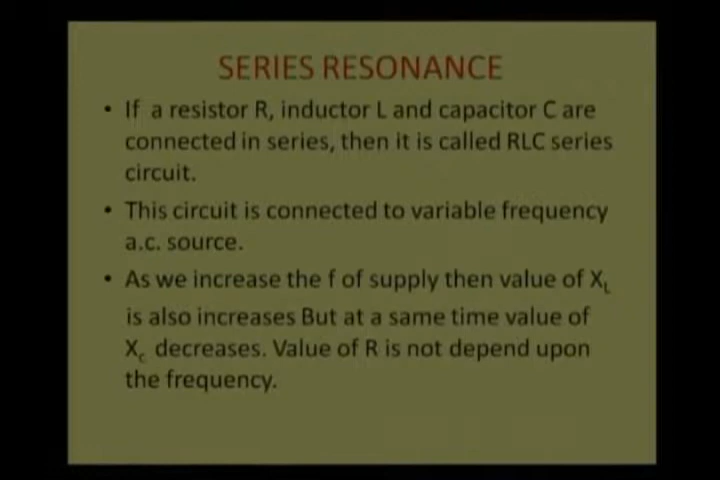 SERIES RESONANCE
• If a resistor R, inductor L and capacitor C are
connected in series, then it is called RLC series
circuit.
• This circuit is connected to variable frequency
a.c. source.
• As we increase the f of supply then value of X_L
is also increases But at a same time value of
X_c decreases. Value of R is not depend upon
the frequency.